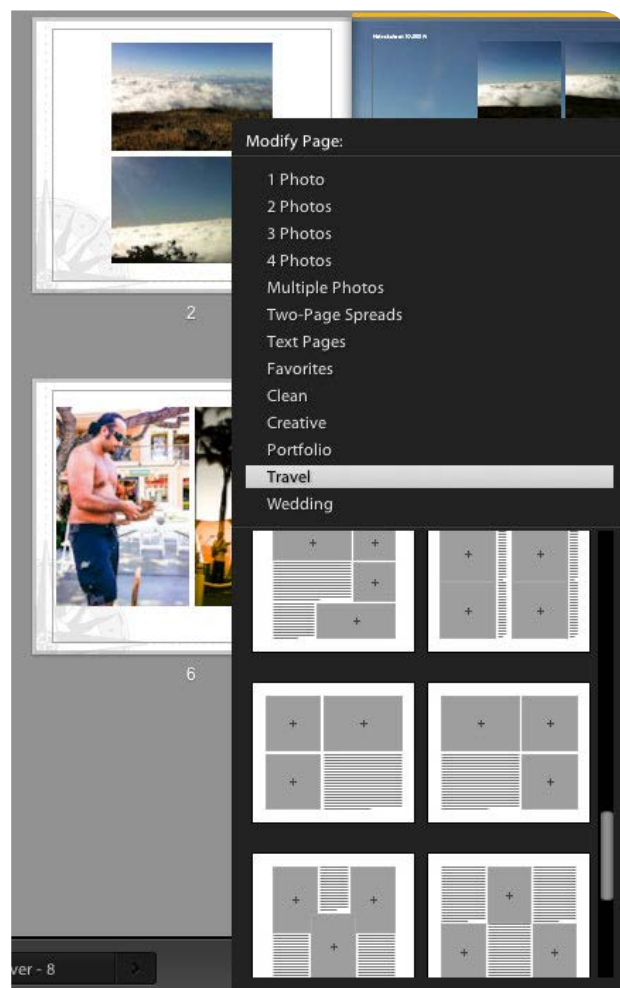 Modify Page:
1 Photo
2 Photos
3 Photos
4 Photos
Multiple Photos
Two-Page Spreads
Text Pages
Favorites
Clean
Creative
Portfolio
Travel
Wedding
2
6
ver - 8